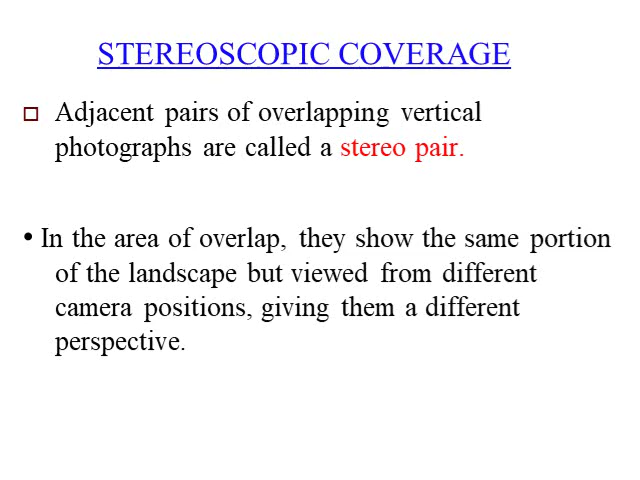 STEREOSCOPIC COVERAGE
Adjacent pairs of overlapping vertical
photographs are called a stereo pair.
• In the area of overlap, they show the same portion
of the landscape but viewed from different
camera positions, giving them a different
perspective.